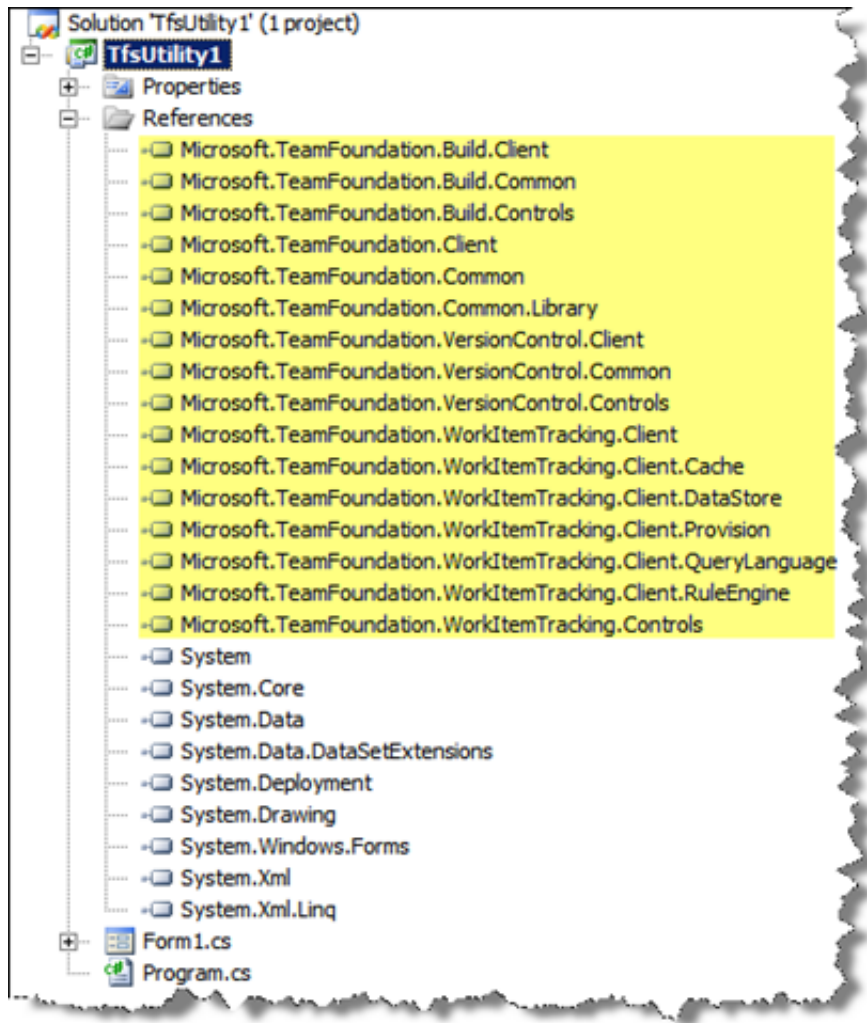 Solution 'TfsUtility1' (1 project)
TfsUtility1
Properties
References
Microsoft.TeamFoundation.Build.Client
Microsoft.TeamFoundation.Build.Common
Microsoft.TeamFoundation.Build.Controls
Microsoft.TeamFoundation.Client
Microsoft.TeamFoundation.Common
Microsoft.TeamFoundation.Common.Library
Microsoft.TeamFoundation.VersionControl.Client
Microsoft.TeamFoundation.VersionControl.Common
Microsoft.TeamFoundation.VersionControl.Controls
Microsoft.TeamFoundation.WorkItemTracking.Client
Microsoft.TeamFoundation.WorkItemTracking.Client.Cache
Microsoft.TeamFoundation.WorkItemTracking.Client.DataStore
Microsoft.TeamFoundation.WorkItemTracking.Client.Provision
Microsoft.TeamFoundation.WorkItemTracking.Client.QueryLanguage
Microsoft.TeamFoundation.WorkItemTracking.Client.RuleEngine
Microsoft.TeamFoundation.WorkItemTracking.Controls
System
System.Core
System.Data
System.Data.DataSetExtensions
System.Deployment
System.Drawing
System.Windows.Forms
System.Xml
System.Xml.Linq
Form1.cs
Program.cs